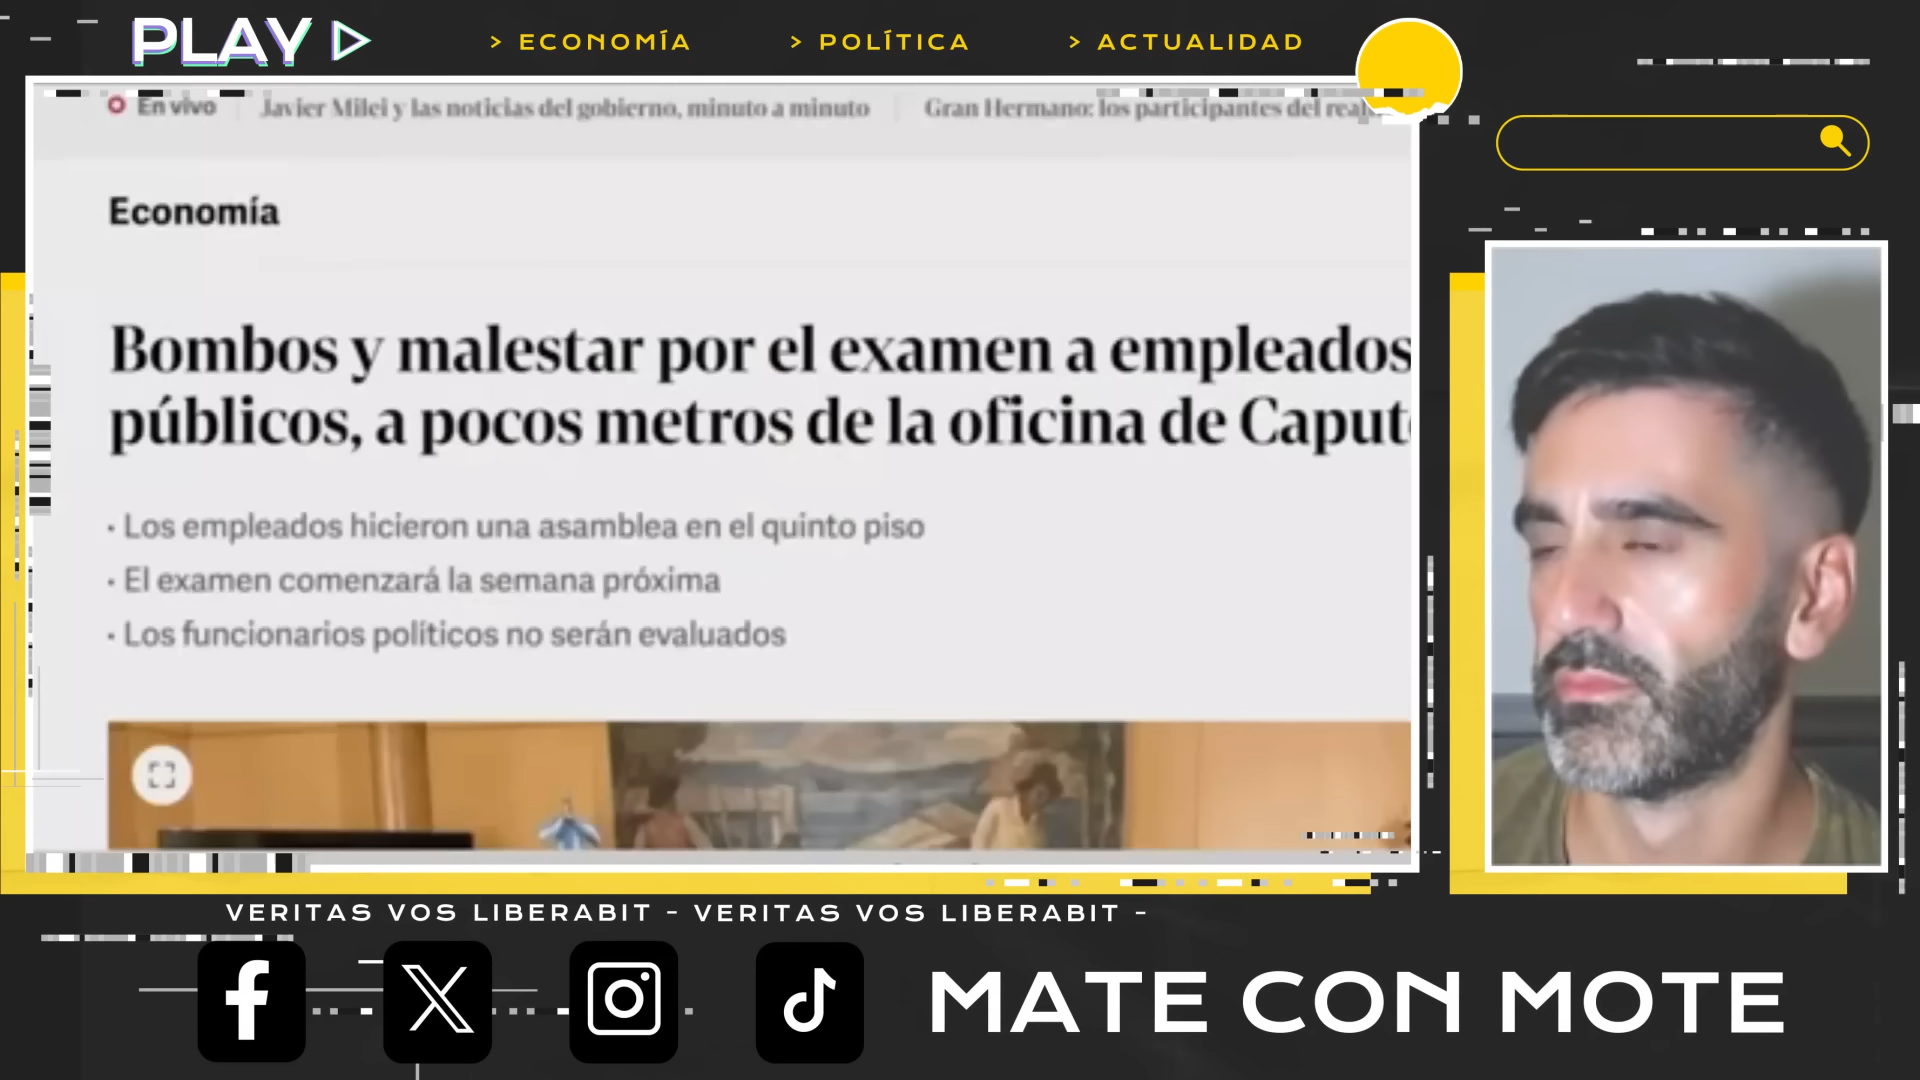 PLAY
> ECONOMÍA
> POLÍTICA
> ACTUALIDAD
En vivo
Javier Milei y las noticias del gobierno, minuto a minuto
Gran Hermano: los participantes del
Economía
Bombos y malestar por el examen a empleados
públicos, a pocos metros de la oficina de
· Los empleados hicieron una asamblea en el quinto piso
· El examen comenzará la semana próxima
· Los funcionarios políticos no serán evaluados
VERITAS VOS LIBERABIT - VERITAS VOS LIBERABIT -
MATE CON MOTE